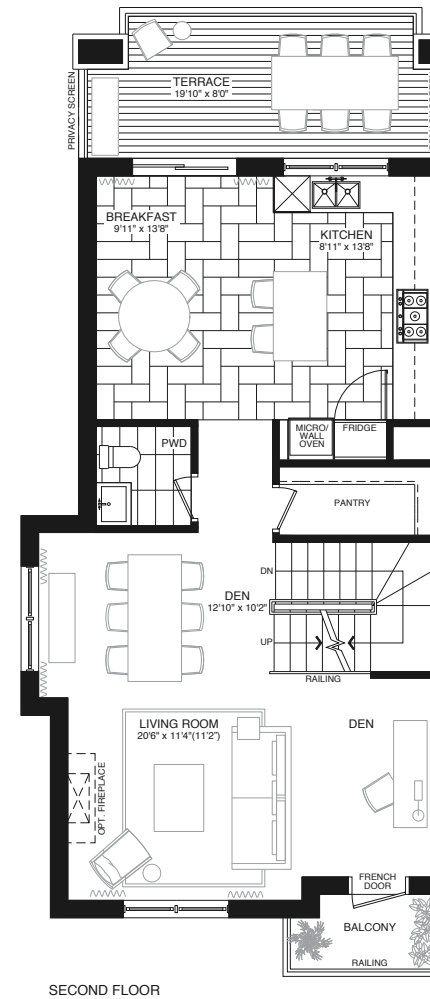 TERRACE
19'10" x 8'0"
PRIVACY SCREEN
BREAKFAST
9'11" x 13'8"
KITCHEN
8'11" x 13'8"
MICRO/
WALL
OVEN
FRIDGE
PWD
PANTRY
DN
DEN
12'10" x 10'2"
UP
RAILING
LIVING ROOM
20'6" x 11'4"(11'2")
DEN
OPT. FIREPLACE
FRENCH
DOOR
BALCONY
RAILING
SECOND FLOOR